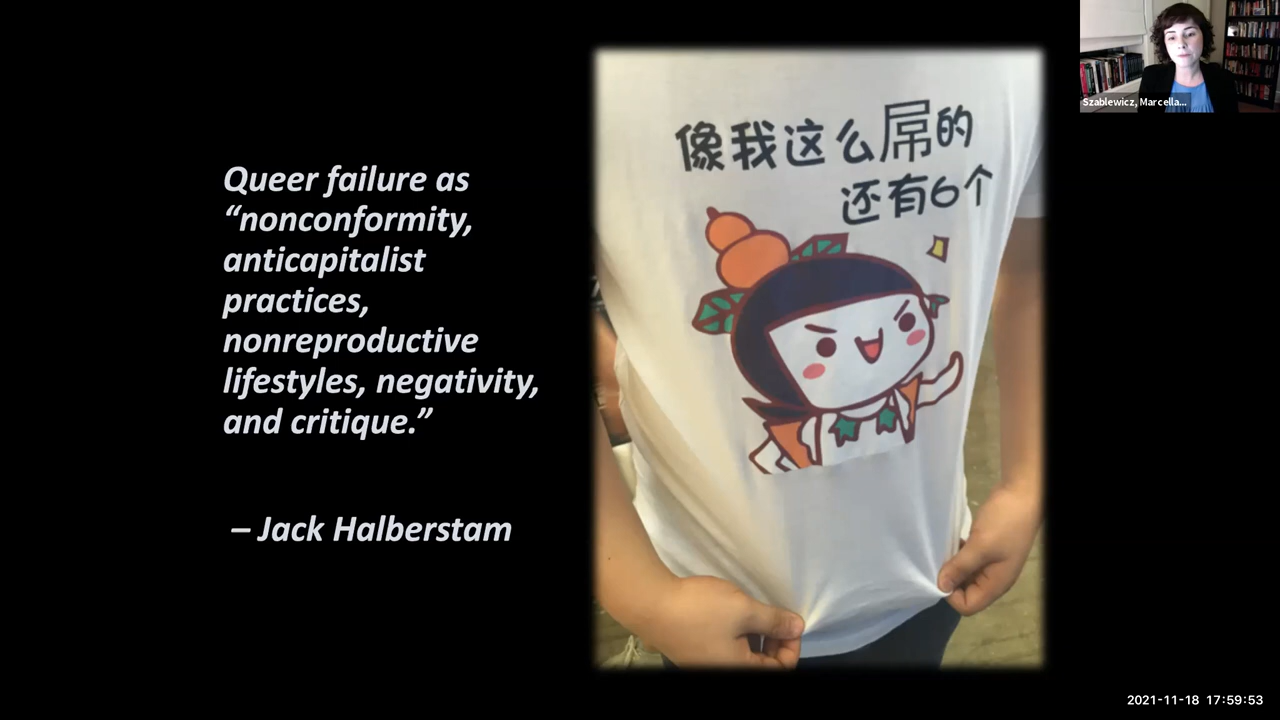 Queer failure as
“nonconformity,
anticapitalist
practices,
nonreproductive
lifestyles, negativity,
and critique.”
– Jack Halberstam
像我这么屌的
还有6个
Szablewicz, Marcella...
2021-11-18 17:59:53